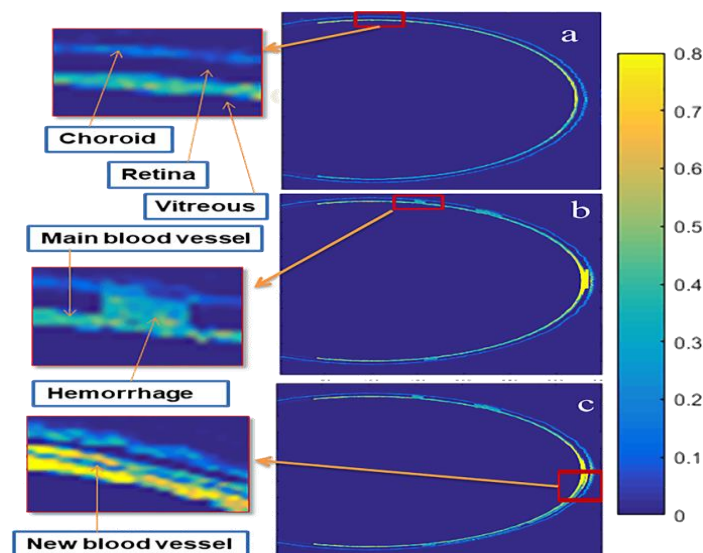 a
Choroid
Retina
Vitreous
Main blood vessel
b
Hemorrhage
c
New blood vessel
0.8
0.7
0.6
0.5
0.4
0.3
0.2
0.1
0